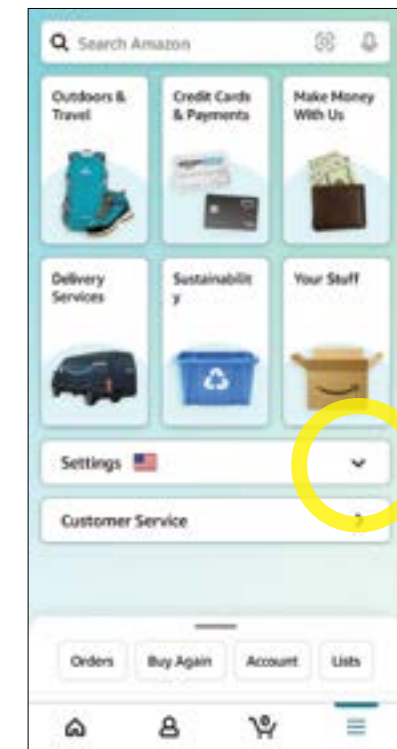 Search Amazon
Outdoors & Travel
Credit Cards & Payments
Make Money With Us
Delivery Services
Sustainabilit
y
Your Stuff
Settings
Customer Service
Orders
Buy Again
Account
Lists
0